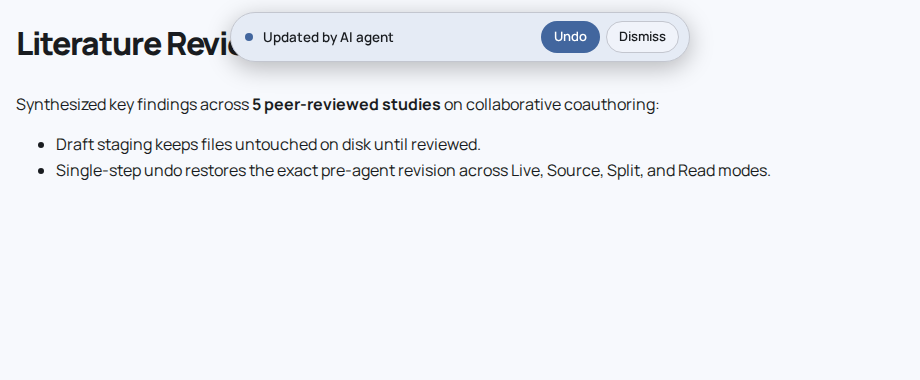 Literature
Updated by AI agent
Undo
Dismiss
Synthesized key findings across 5 peer-reviewed studies on collaborative coauthoring:
Draft staging keeps files untouched on disk until reviewed.
Single-step undo restores the exact pre-agent revision across Live, Source, Split, and Read modes.